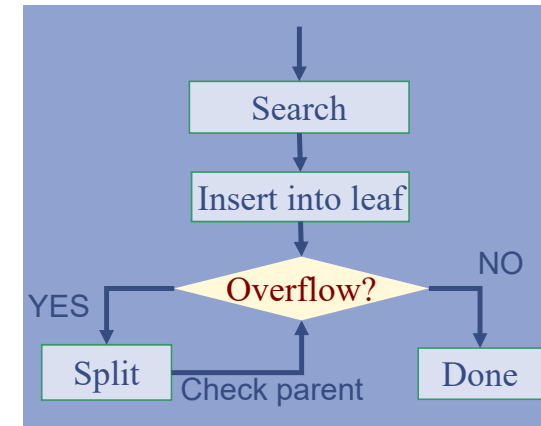 Search
Insert into leaf
Overflow?
NO
YES
Split
Check parent
Done